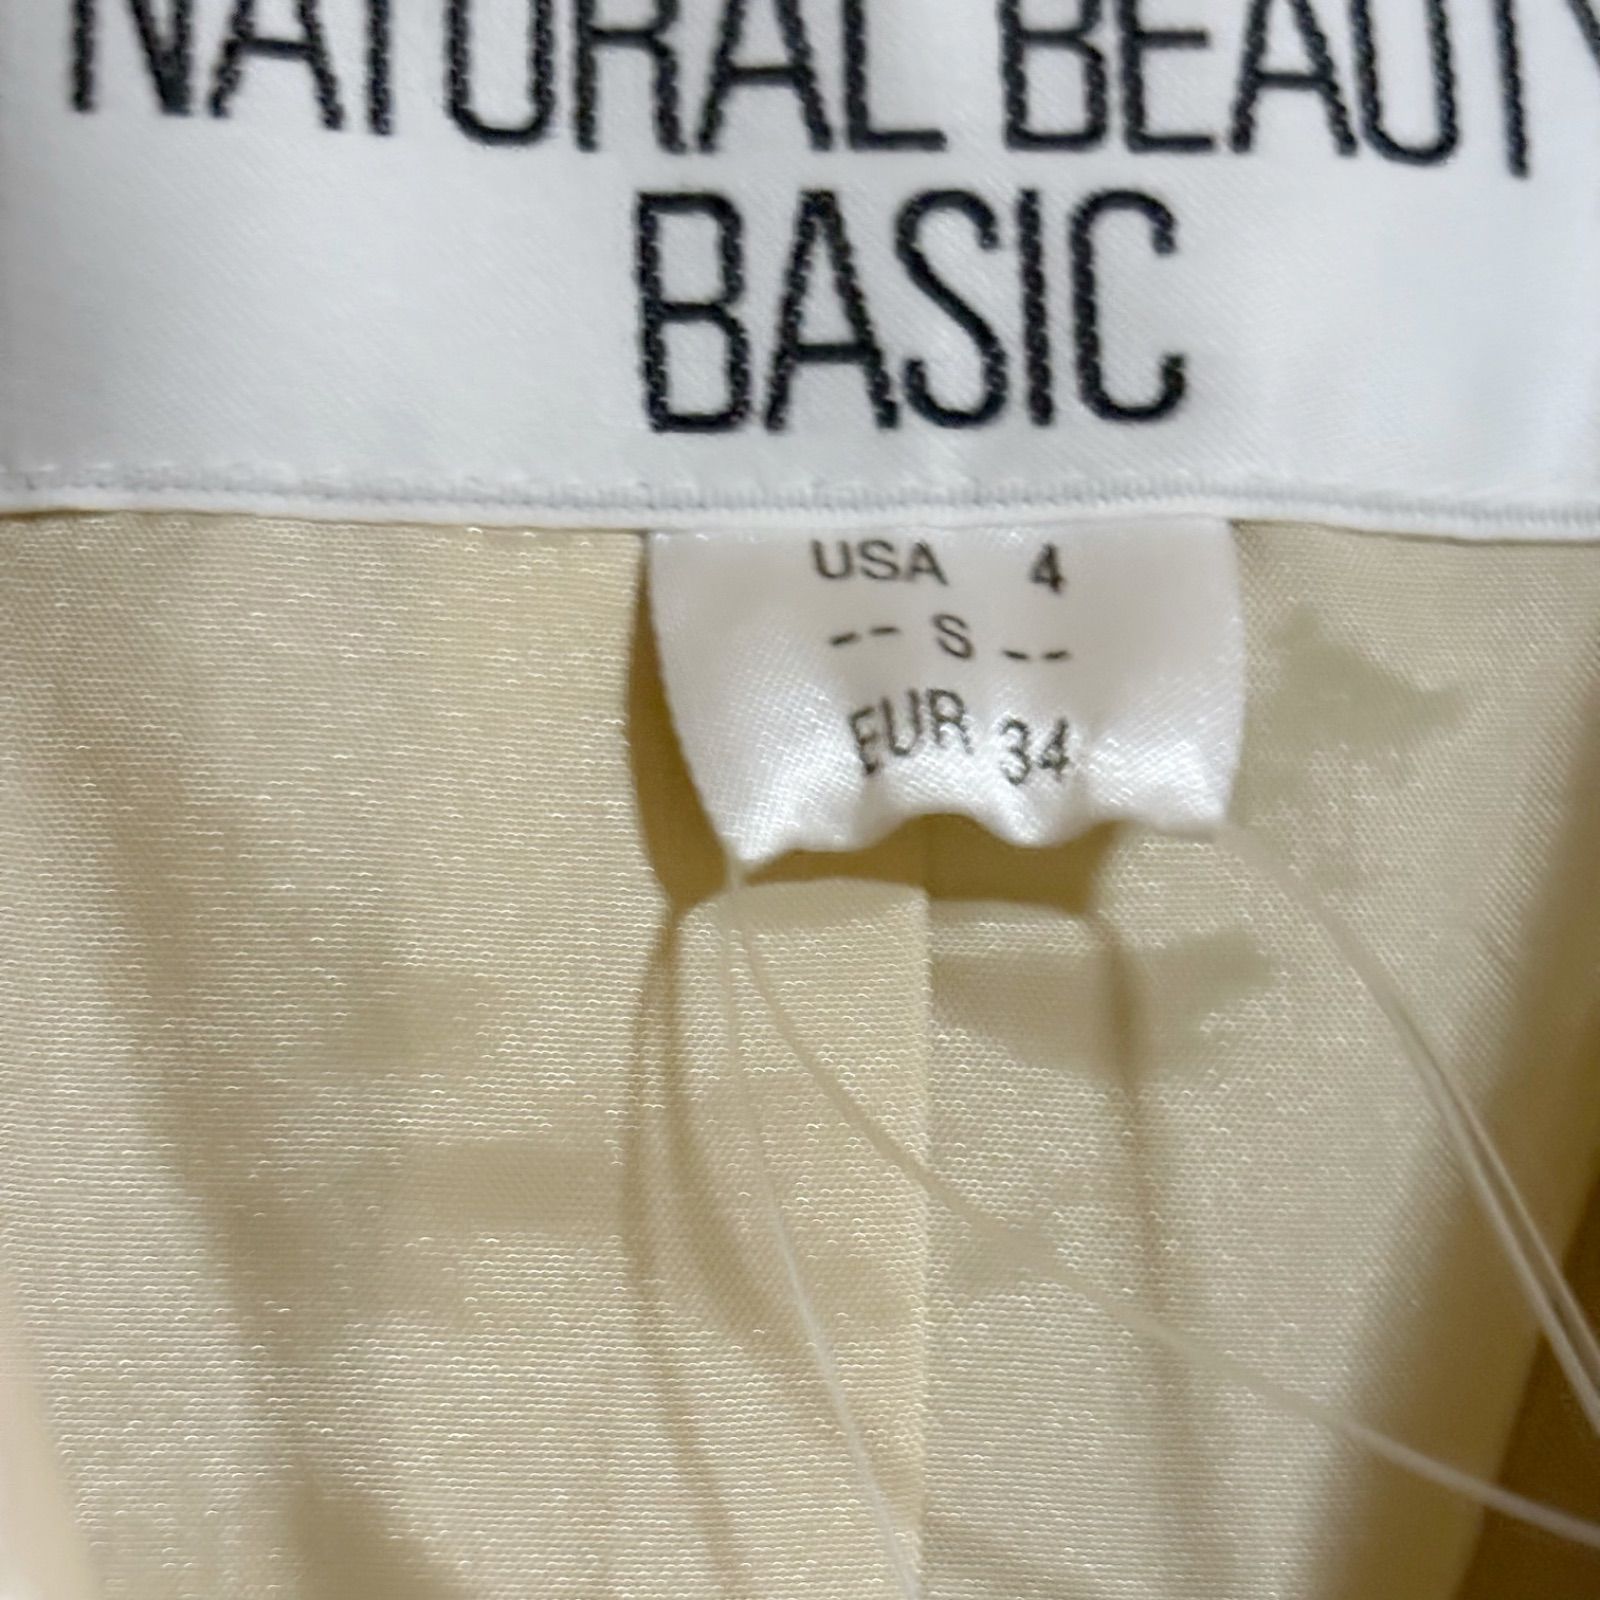 NATURAL BEAUTY
BASIC
USA 4
-- S --
EUR 34